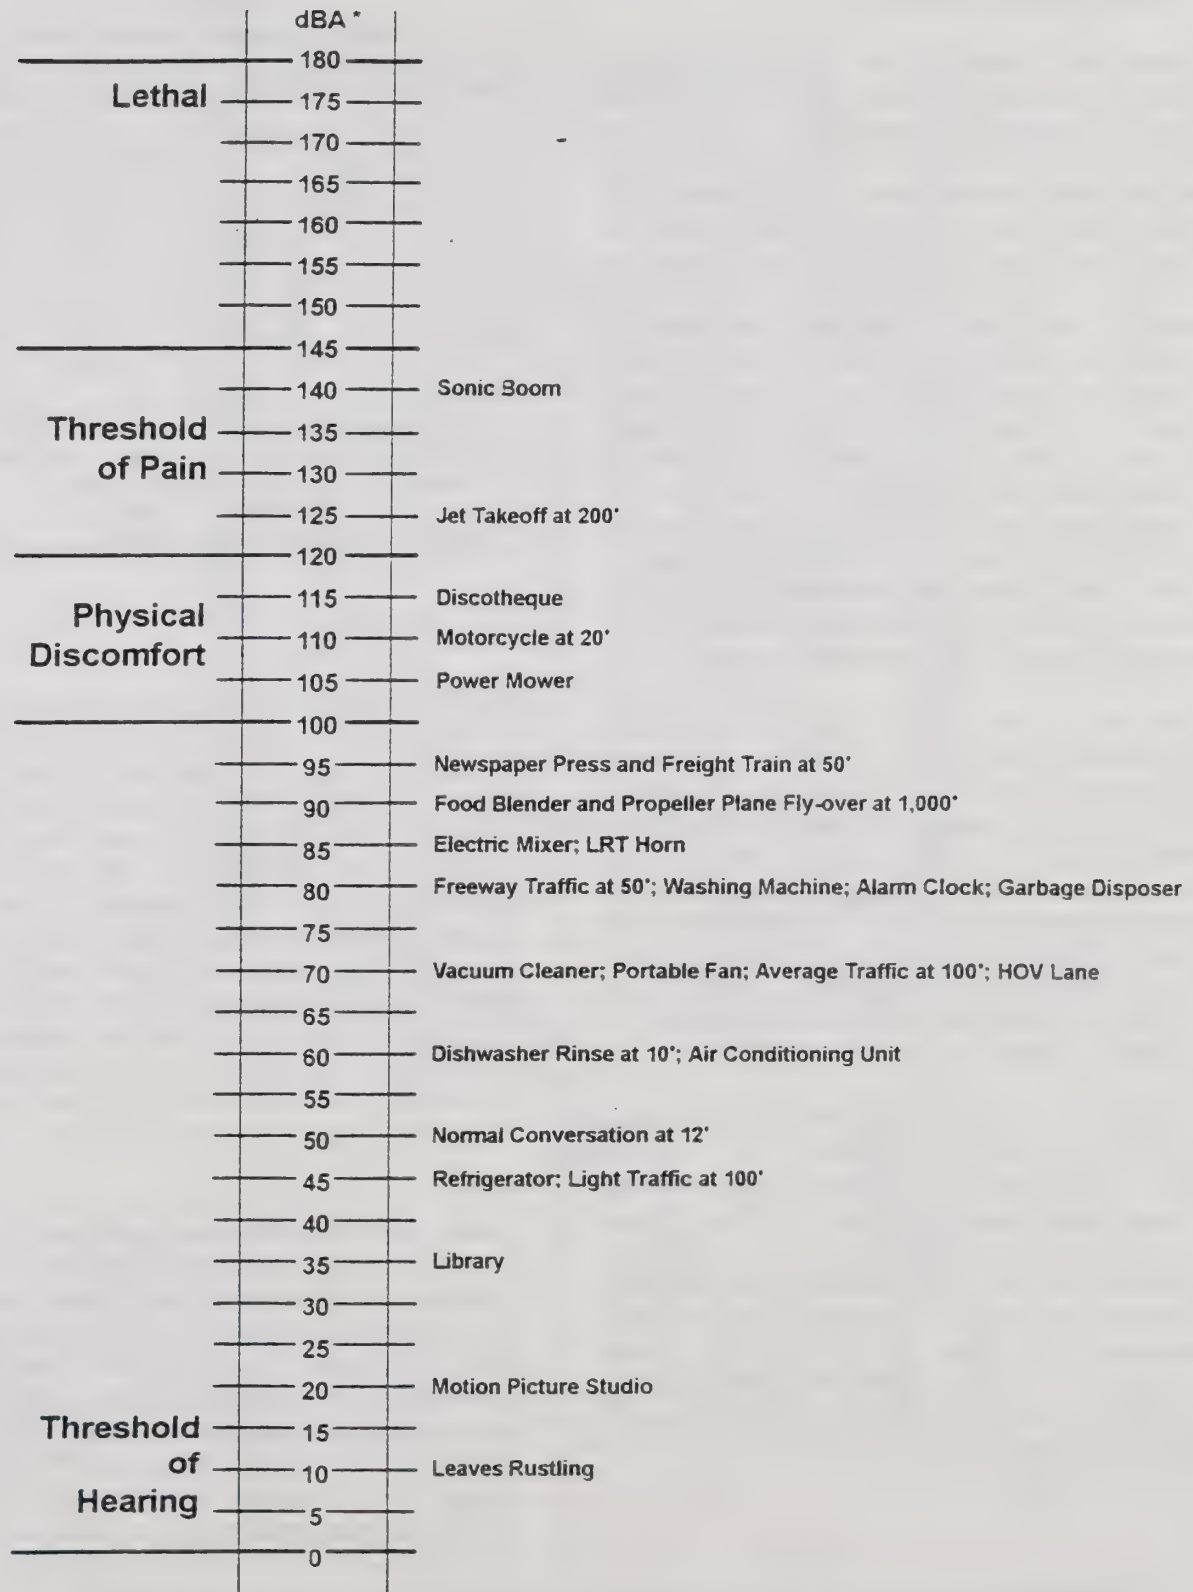 dBA *
180
Lethal 175
170
165
160
155
150
145
140 Sonic Boom
Threshold 135
of Pain 130
125 Jet Takeoff at 200'
120
Physical 115 Discotheque
110 Motorcycle at 20'
Discomfort 105 Power Mower
100
95 Newspaper Press and Freight Train at 50'
90 Food Blender and Propeller Plane Fly-over at 1,000'
85 Electric Mixer; LRT Horn
80 Freeway Traffic at 50'; Washing Machine; Alarm Clock; Garbage Disposer
75
70 Vacuum Cleaner; Portable Fan; Average Traffic at 100'; HOV Lane
65
60 Dishwasher Rinse at 10'; Air Conditioning Unit
55
50 Normal Conversation at 12'
45 Refrigerator; Light Traffic at 100'
40
35 Library
30
25
20 Motion Picture Studio
Threshold 15
of 10 Leaves Rustling
Hearing 5
0